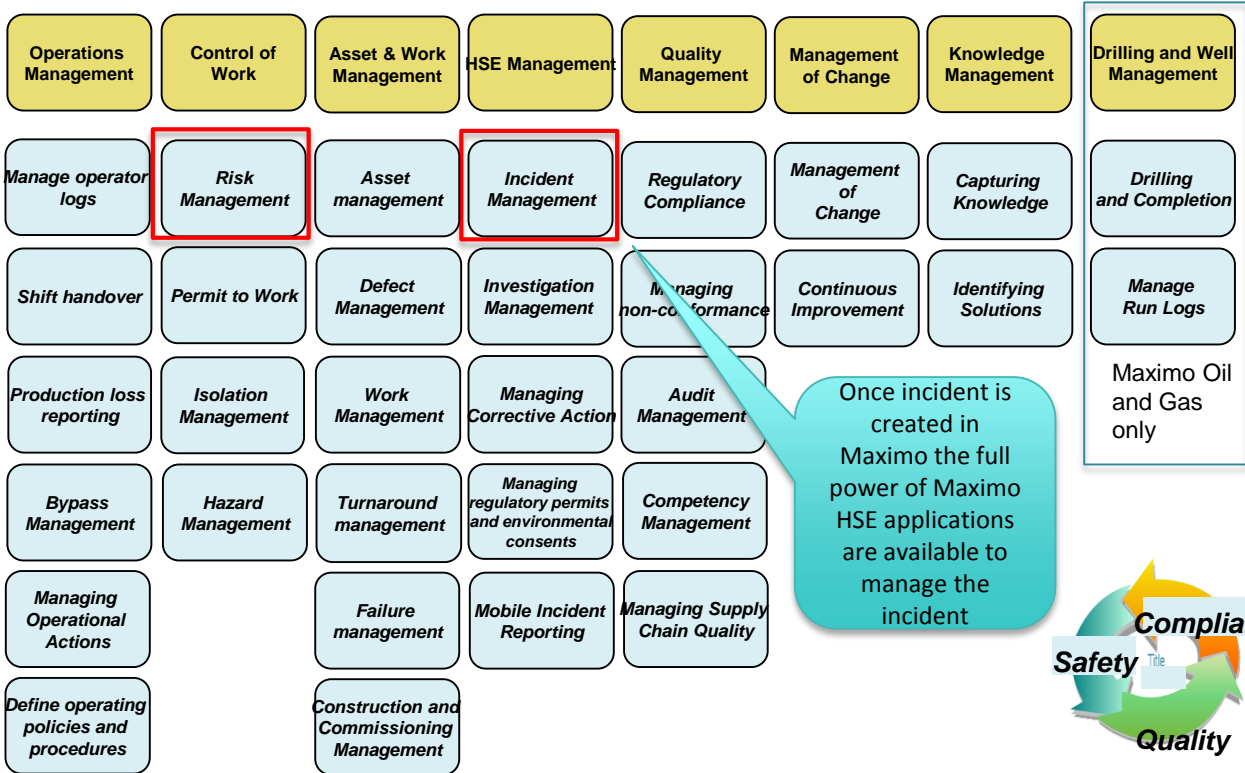 Operations
Management
Control of
Work
Asset & Work
Management
HSE Management
Quality
Management
Management
of Change
Knowledge
Management
Drilling and Well
Management
Manage operator
logs
Risk
Management
Asset
management
Incident
Management
Regulatory
Compliance
Management
of
Change
Capturing
Knowledge
Drilling
and Completion
Shift handover
Permit to Work
Defect
Management
Investigation
Management
Managing
non-conformance
Continuous
Improvement
Identifying
Solutions
Manage
Run Logs
Production loss
reporting
Isolation
Management
Work
Management
Managing
Corrective Action
Audit
Management
Once incident is
created in
Maximo the full
power of Maximo
HSE applications
are available to
manage the
incident
Maximo Oil
and Gas
only
Bypass
Management
Hazard
Management
Turnaround
management
Managing
regulatory permits
and environmental
consents
Competency
Management
Managing
Operational
Actions
Failure
management
Mobile Incident
Reporting
Managing Supply
Chain Quality
Define operating
policies and
procedures
Construction and
Commissioning
Management
Complia
Safety
Title
Quality